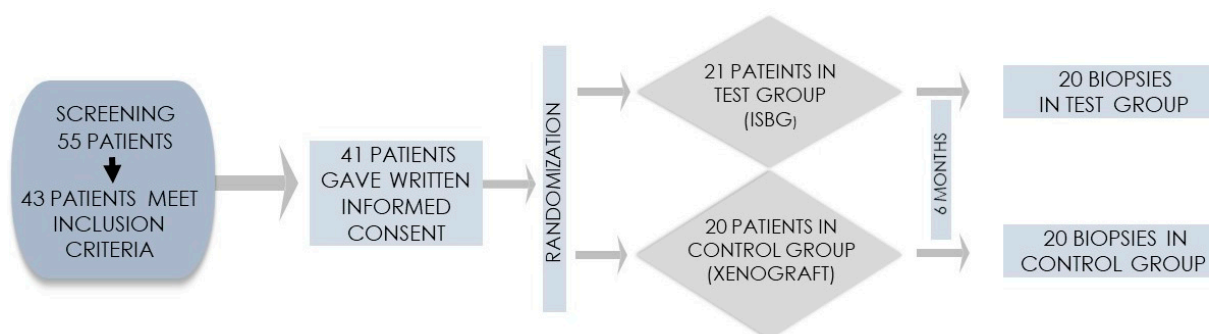 SCREENING
55 PATIENTS
43 PATIENTS MEET
INCLUSION
CRITERIA
41 PATIENTS
GAVE WRITTEN
INFORMED
CONSENT
RANDOMIZATION
21 PATEINTS IN
TEST GROUP
(ISBG)
20 PATIENTS IN
CONTROL GROUP
(XENOGRAFT)
6 MONTHS
20 BIOPSIES
IN TEST GROUP
20 BIOPSIES IN
CONTROL GROUP